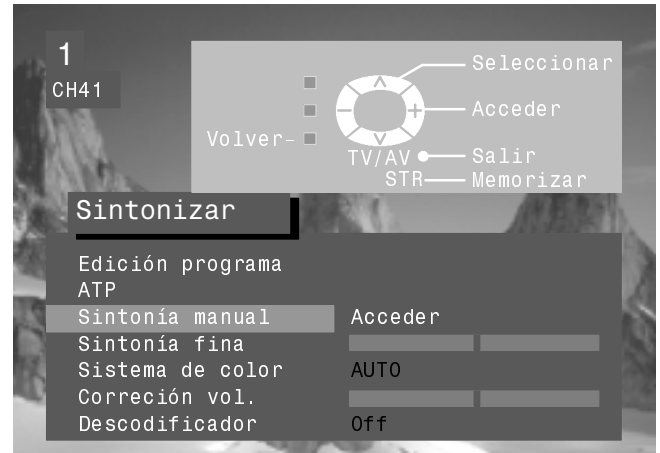 1
CH41
Seleccionar
Acceder
Volver
TV/AV Salir
STR Memorizar
Sintonizar
Edición programa
ATP
Sintonía manual Acceder
Sintonía fina
Sistema de color AUTO
Correción vol.
Descodificador Off